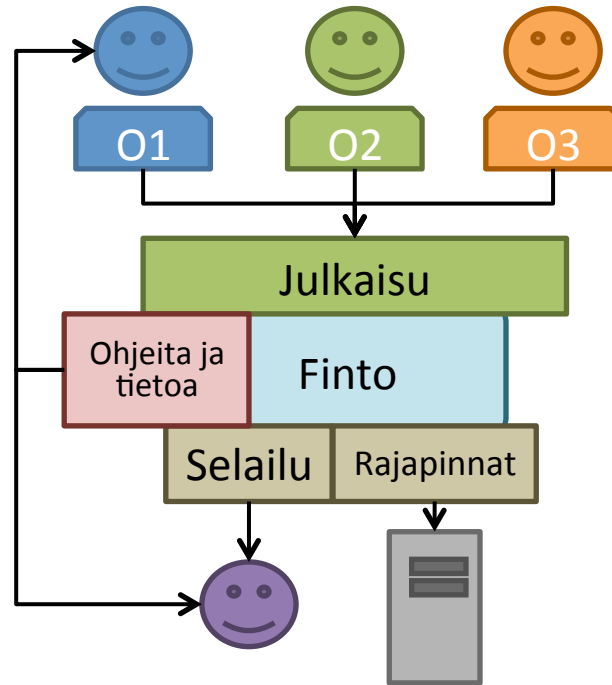 O1
O2
O3
Julkaisu
Ohjeita ja
tietoa
Finto
Selailu
Rajapinnat